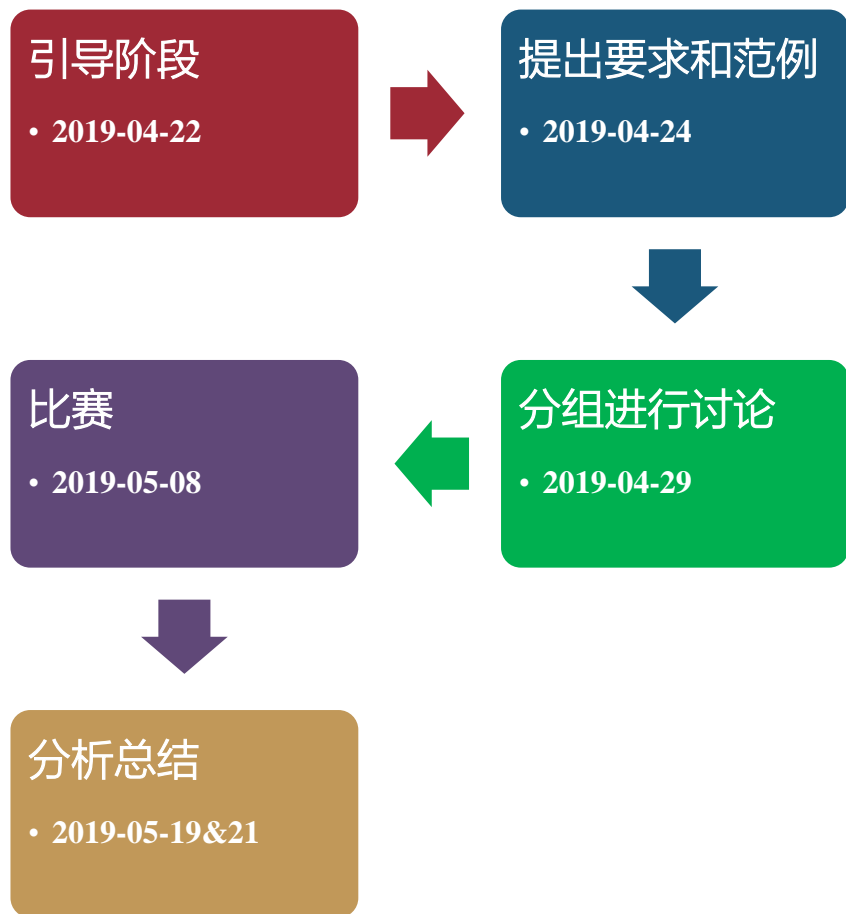 引导阶段
• 2019-04-22
提出要求和范例
• 2019-04-24
分组进行讨论
• 2019-04-29
比赛
• 2019-05-08
分析总结
• 2019-05-19&21